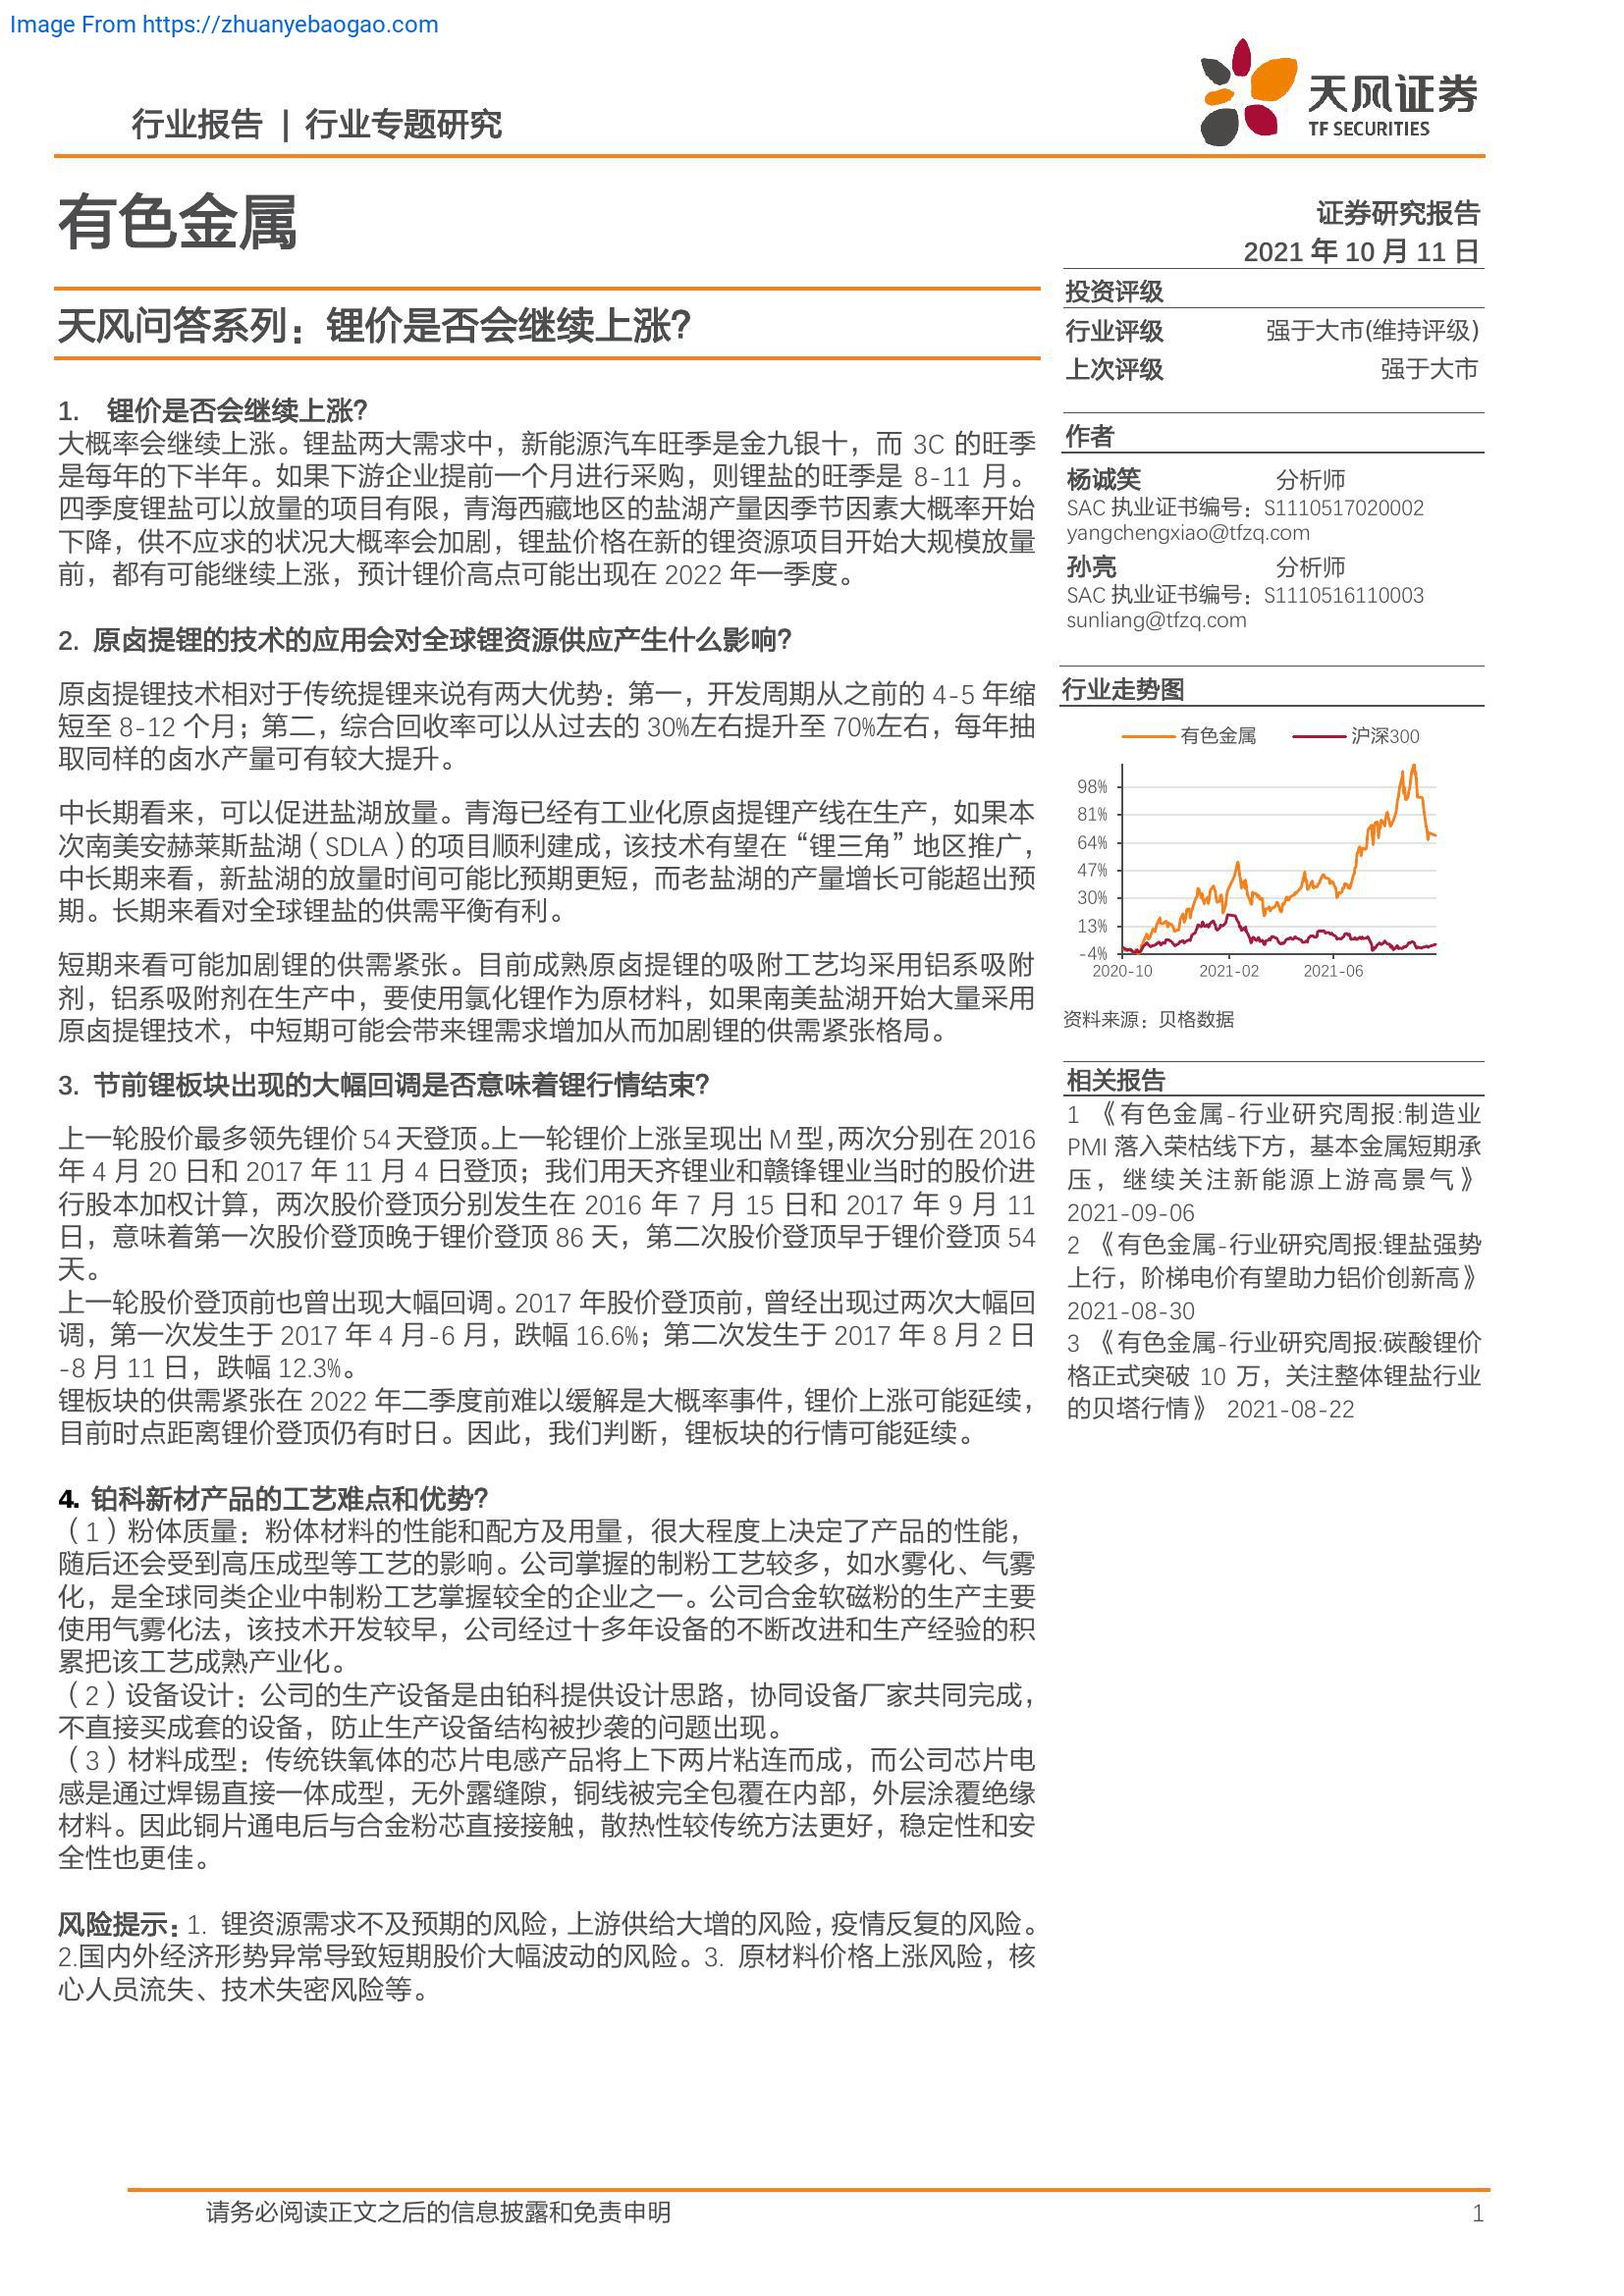 Image From https://zhuanyebaogao.com
行业报告 | 行业专题研究
天风证券
TF SECURITIES
有色金属
证券研究报告
2021 年 10 月 11 日
天风问答系列：锂价是否会继续上涨？
1. 锂价是否会继续上涨？
大概率会继续上涨。锂盐两大需求中，新能源汽车旺季是金九银十，而 3C 的旺季
是每年的下半年。如果下游企业提前一个月进行采购，则锂盐的旺季是 8-11 月。
四季度锂盐可以放量的项目有限，青海西藏地区的盐湖产量因季节因素大概率开始
下降，供不应求的状况大概率会加剧，锂盐价格在新的锂资源项目开始大规模放量
前，都有可能继续上涨，预计锂价高点可能出现在 2022 年一季度。
2. 原卤提锂的技术的应用会对全球锂资源供应产生什么影响？
原卤提锂技术相对于传统提锂来说有两大优势：第一，开发周期从之前的 4-5 年缩
短至 8-12 个月；第二，综合回收率可以从过去的 30%左右提升至 70%左右，每年抽
取同样的卤水产量可有较大提升。
中长期看来，可以促进盐湖放量。青海已经有工业化原卤提锂产线在生产，如果本
次南美安赫莱斯盐湖（SDLA）的项目顺利建成，该技术有望在“锂三角”地区推广，
中长期来看，新盐湖的放量时间可能比预期更短，而老盐湖的产量增长可能超出预
期。长期来看对全球锂盐的供需平衡有利。
短期来看可能加剧锂的供需紧张。目前成熟原卤提锂的吸附工艺均采用铝系吸附
剂，铝系吸附剂在生产中，要使用氯化锂作为原材料，如果南美盐湖开始大量采用
原卤提锂技术，中短期可能会带来锂需求增加从而加剧锂的供需紧张格局。
3. 节前锂板块出现的大幅回调是否意味着锂行情结束？
上一轮股价最多领先锂价 54 天登顶。上一轮锂价上涨呈现出 M 型，两次分别在 2016
年 4 月 20 日和 2017 年 11 月 4 日登顶；我们用天齐锂业和赣锋锂业当时的股价进
行股本加权计算，两次股价登顶分别发生在 2016 年 7 月 15 日和 2017 年 9 月 11
日，意味着第一次股价登顶晚于锂价登顶 86 天，第二次股价登顶早于锂价登顶 54
天。
上一轮股价登顶前也曾出现大幅回调。2017 年股价登顶前，曾经出现过两次大幅回
调，第一次发生于 2017 年 4 月-6 月，跌幅 16.6%；第二次发生于 2017 年 8 月 2 日
-8 月 11 日，跌幅 12.3%。
锂板块的供需紧张在 2022 年二季度前难以缓解是大概率事件，锂价上涨可能延续，
目前时点距离锂价登顶仍有时日。因此，我们判断，锂板块的行情可能延续。
4. 铂科新材产品的工艺难点和优势？
（1）粉体质量：粉体材料的性能和配方及用量，很大程度上决定了产品的性能，
随后还会受到高压成型等工艺的影响。公司掌握的制粉工艺较多，如水雾化、气雾
化，是全球同类企业中制粉工艺掌握较全的企业之一。公司合金软磁粉的生产主要
使用气雾化法，该技术开发较早，公司经过十多年设备的不断改进和生产经验的积
累把该工艺成熟产业化。
（2）设备设计：公司的生产设备是由铂科提供设计思路，协同设备厂家共同完成，
不直接买成套的设备，防止生产设备结构被抄袭的问题出现。
（3）材料成型：传统铁氧体的芯片电感产品将上下两片粘连而成，而公司芯片电
感是通过焊锡直接一体成型，无外露缝隙，铜线被完全包覆在内部，外层涂覆绝缘
材料。因此铜片通电后与合金粉芯直接接触，散热性较传统方法更好，稳定性和安
全性也更佳。
风险提示：1. 锂资源需求不及预期的风险，上游供给大增的风险，疫情反复的风险。
2.国内外经济形势异常导致短期股价大幅波动的风险。3. 原材料价格上涨风险，核
心人员流失、技术失密风险等。
投资评级
行业评级 强于大市(维持评级)
上次评级 强于大市
作者
杨诚笑 分析师
SAC 执业证书编号：S1110517020002
yangchengxiao@tfzq.com
孙亮 分析师
SAC 执业证书编号：S1110516110003
sunliang@tfzq.com
行业走势图
有色金属 沪深300
98%
81%
64%
47%
30%
13%
-4%
2020-10 2021-02 2021-06
资料来源：贝格数据
相关报告
1 《有色金属-行业研究周报:制造业
PMI 落入荣枯线下方，基本金属短期承
压，继续关注新能源上游高景气》
2021-09-06
2 《有色金属-行业研究周报:锂盐强势
上行，阶梯电价有望助力铝价创新高》
2021-08-30
3 《有色金属-行业研究周报:碳酸锂价
格正式突破 10 万，关注整体锂盐行业
的贝塔行情》 2021-08-22
请务必阅读正文之后的信息披露和免责申明 1